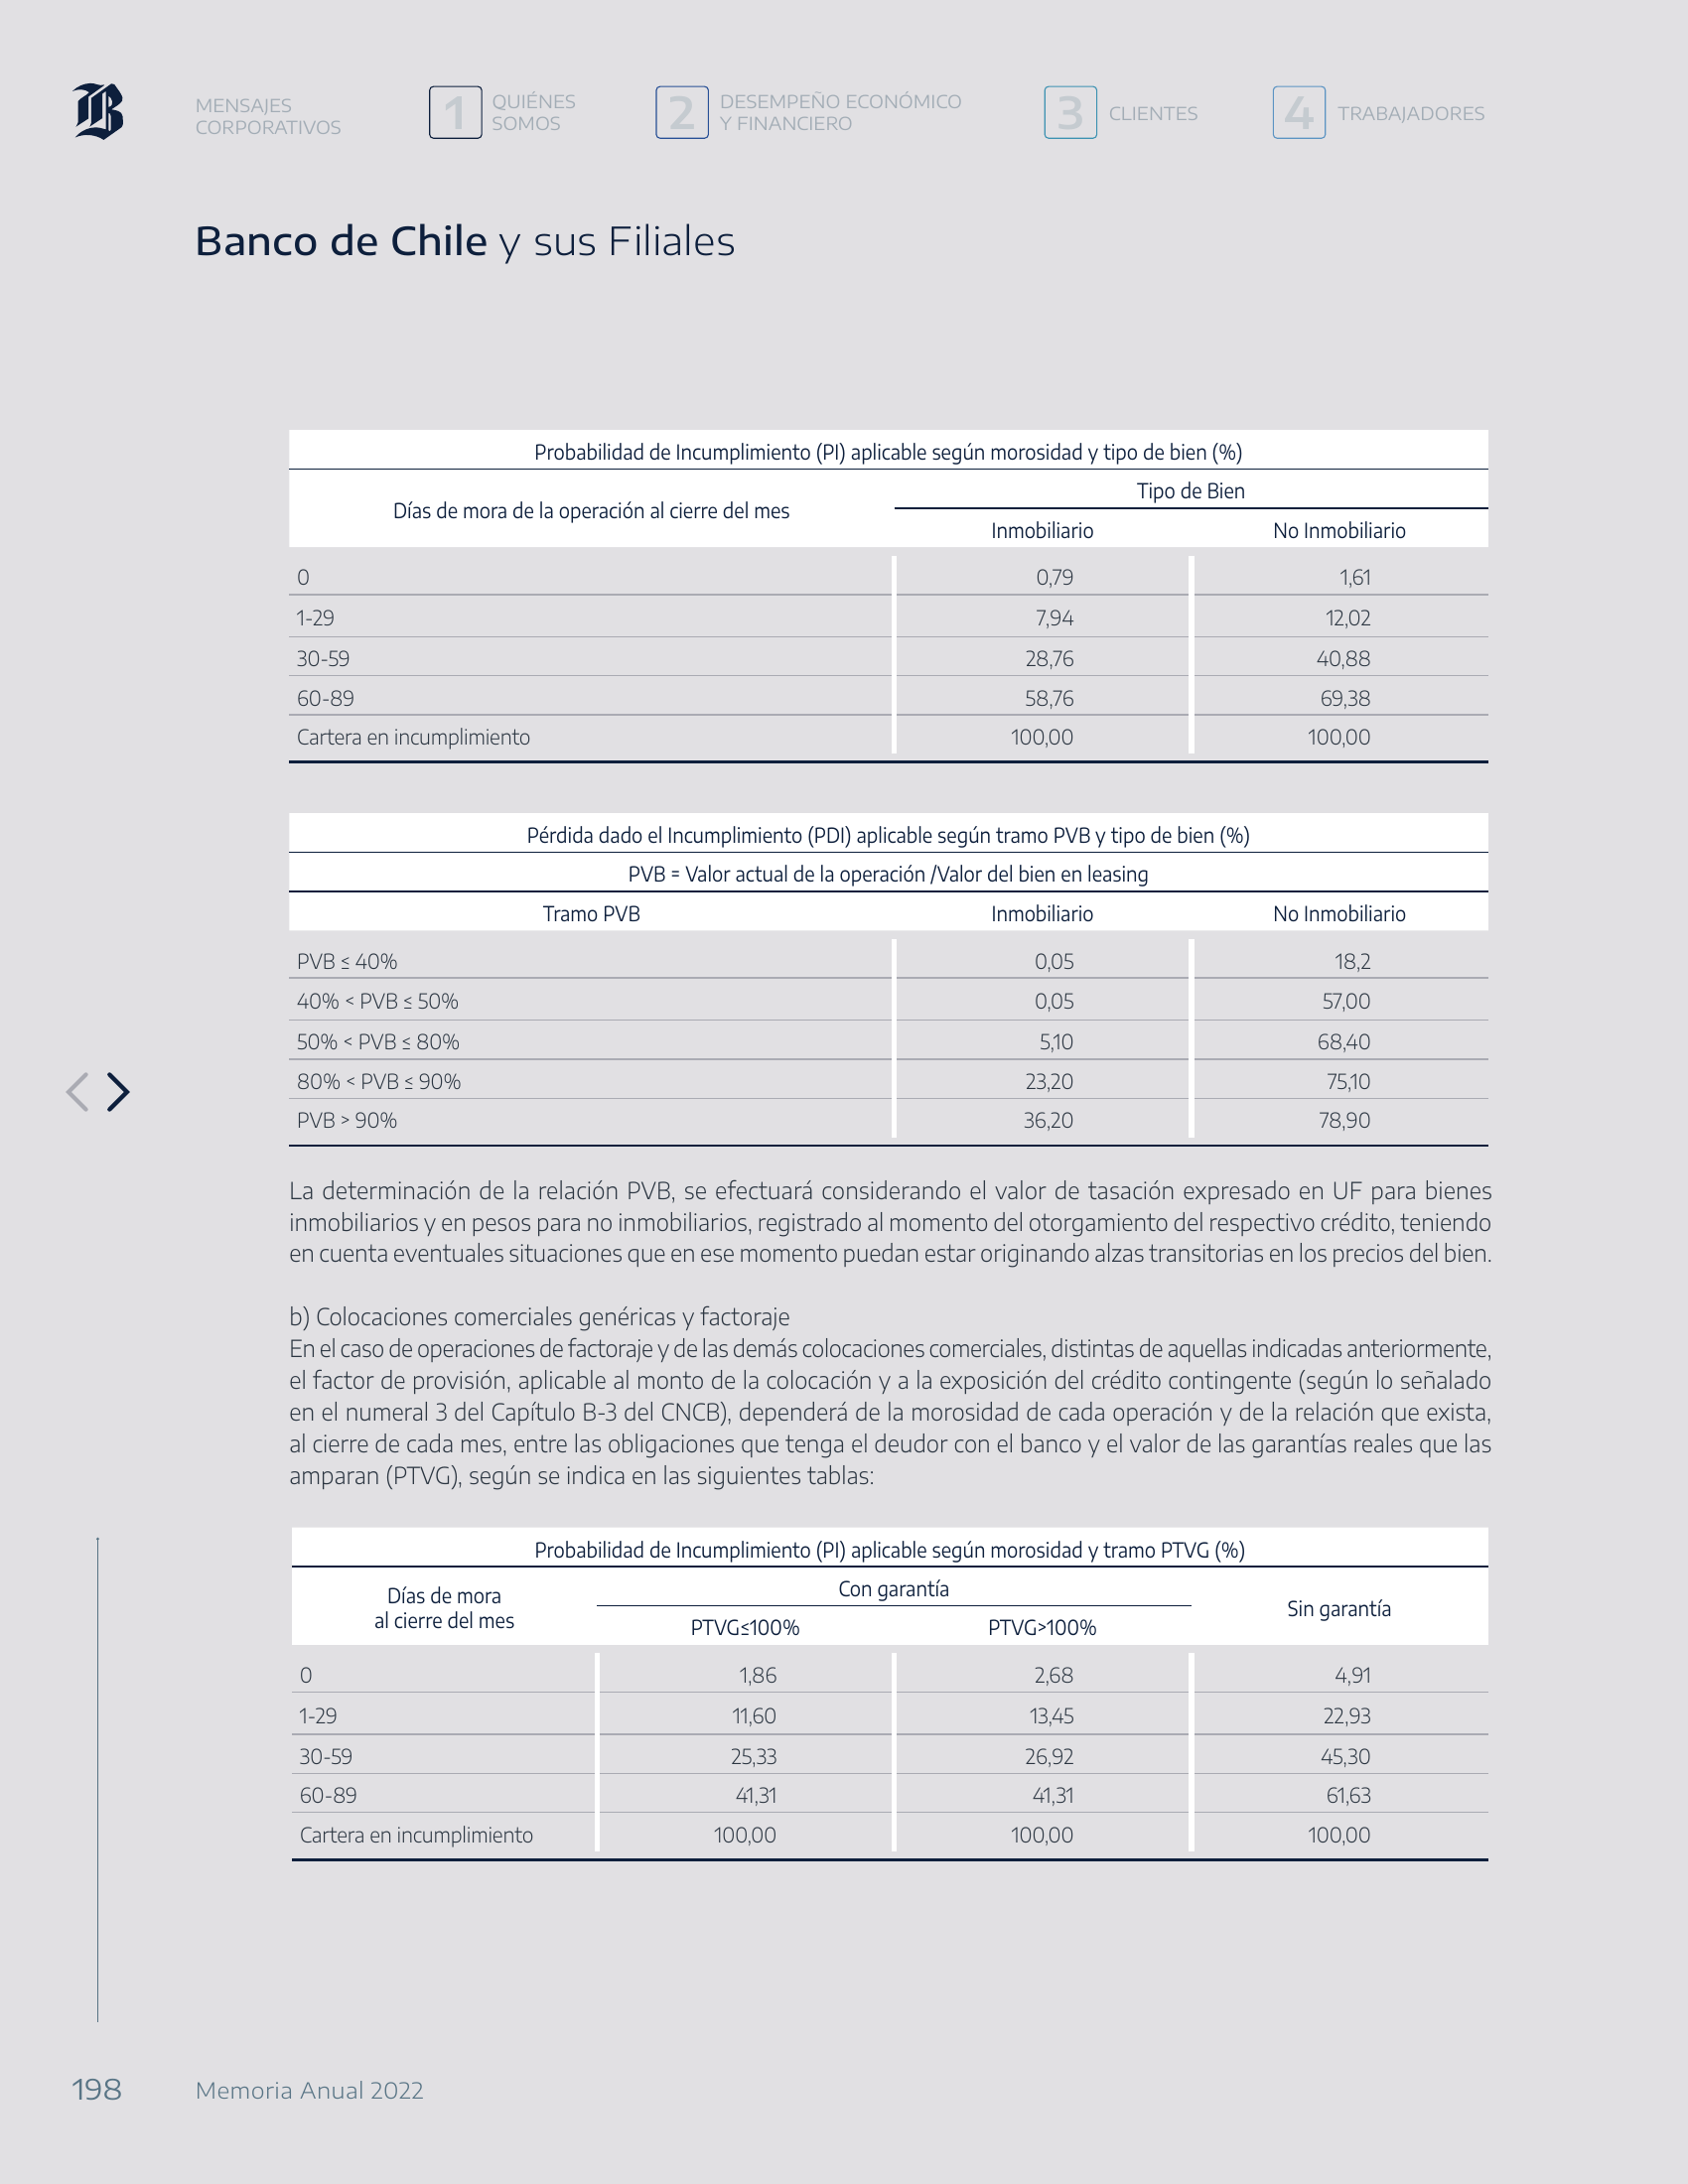 B
MENSAJES
CORPORATIVOS
1
QUIÉNES
SOMOS
2
DESEMPEÑO ECONÓMICO
Y FINANCIERO
3
CLIENTES
4
TRABAJADORES
Banco de Chile y sus Filiales
Probabilidad de Incumplimiento (PI) aplicable según morosidad y tipo de bien (%)
Días de mora de la operación al cierre del mes
Tipo de Bien
Inmobiliario No Inmobiliario
0 0,79 1,61
1-29 7,94 12,02
30-59 28,76 40,88
60-89 58,76 69,38
Cartera en incumplimiento 100,00 100,00
Pérdida dado el Incumplimiento (PDI) aplicable según tramo PVB y tipo de bien (%)
PVB = Valor actual de la operación /Valor del bien en leasing
Tramo PVB Inmobiliario No Inmobiliario
PVB ≤ 40% 0,05 18,2
40% < PVB ≤ 50% 0,05 57,00
50% < PVB ≤ 80% 5,10 68,40
80% < PVB ≤ 90% 23,20 75,10
PVB > 90% 36,20 78,90
La determinación de la relación PVB, se efectuará considerando el valor de tasación expresado en UF para bienes
inmobiliarios y en pesos para no inmobiliarios, registrado al momento del otorgamiento del respectivo crédito, teniendo
en cuenta eventuales situaciones que en ese momento puedan estar originando alzas transitorias en los precios del bien.
b) Colocaciones comerciales genéricas y factoraje
En el caso de operaciones de factoraje y de las demás colocaciones comerciales, distintas de aquellas indicadas anteriormente,
el factor de provisión, aplicable al monto de la colocación y a la exposición del crédito contingente (según lo señalado
en el numeral 3 del Capítulo B-3 del CNCB), dependerá de la morosidad de cada operación y de la relación que exista,
al cierre de cada mes, entre las obligaciones que tenga el deudor con el banco y el valor de las garantías reales que las
amparan (PTVG), según se indica en las siguientes tablas:
Probabilidad de Incumplimiento (PI) aplicable según morosidad y tramo PTVG (%)
Días de mora
al cierre del mes
Con garantía
PTVG≤100% PTVG>100%
Sin garantía
0 1,86 2,68 4,91
1-29 11,60 13,45 22,93
30-59 25,33 26,92 45,30
60-89 41,31 41,31 61,63
Cartera en incumplimiento 100,00 100,00 100,00
198 Memoria Anual 2022